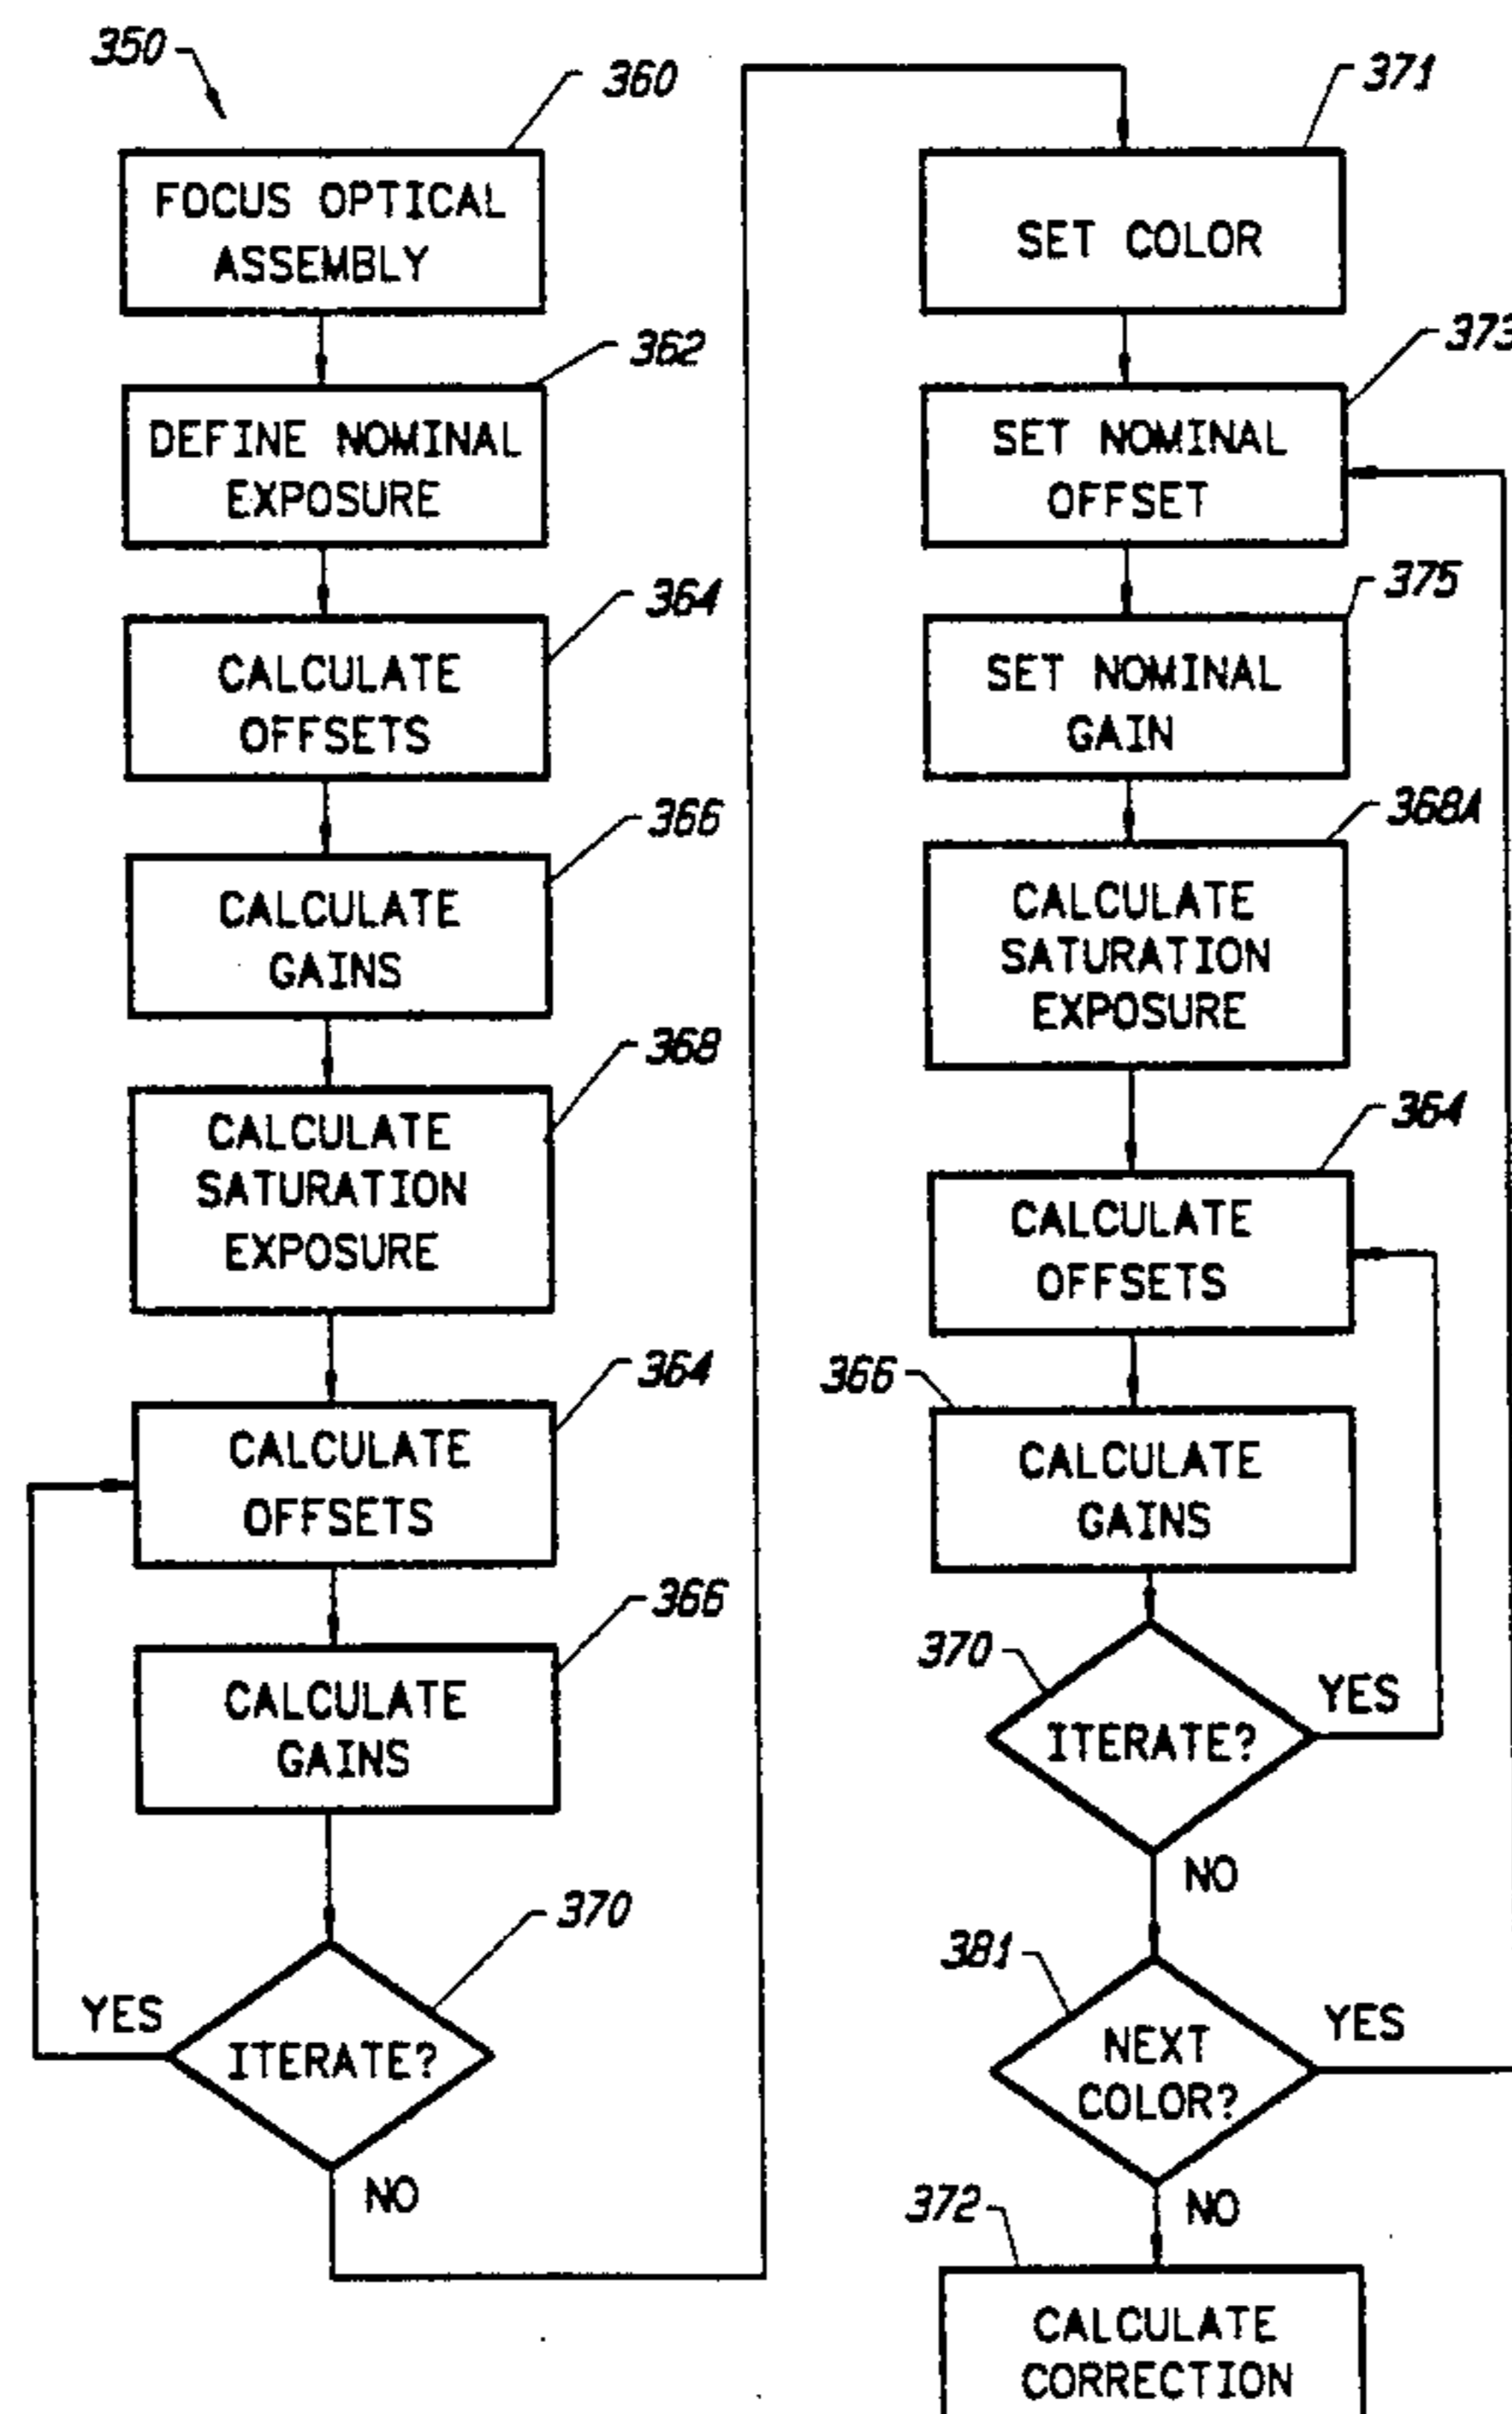 350
360
FOCUS OPTICAL
ASSEMBLY
362
DEFINE NOMINAL
EXPOSURE
364
CALCULATE
OFFSETS
366
CALCULATE
GAINS
368
CALCULATE
SATURATION
EXPOSURE
364
CALCULATE
OFFSETS
366
CALCULATE
GAINS
370
YES
ITERATE?
NO
371
SET COLOR
373
SET NOMINAL
OFFSET
375
SET NOMINAL
GAIN
368A
CALCULATE
SATURATION
EXPOSURE
364
CALCULATE
OFFSETS
366
CALCULATE
GAINS
370
YES
ITERATE?
NO
381
YES
NEXT
COLOR?
NO
372
CALCULATE
CORRECTION